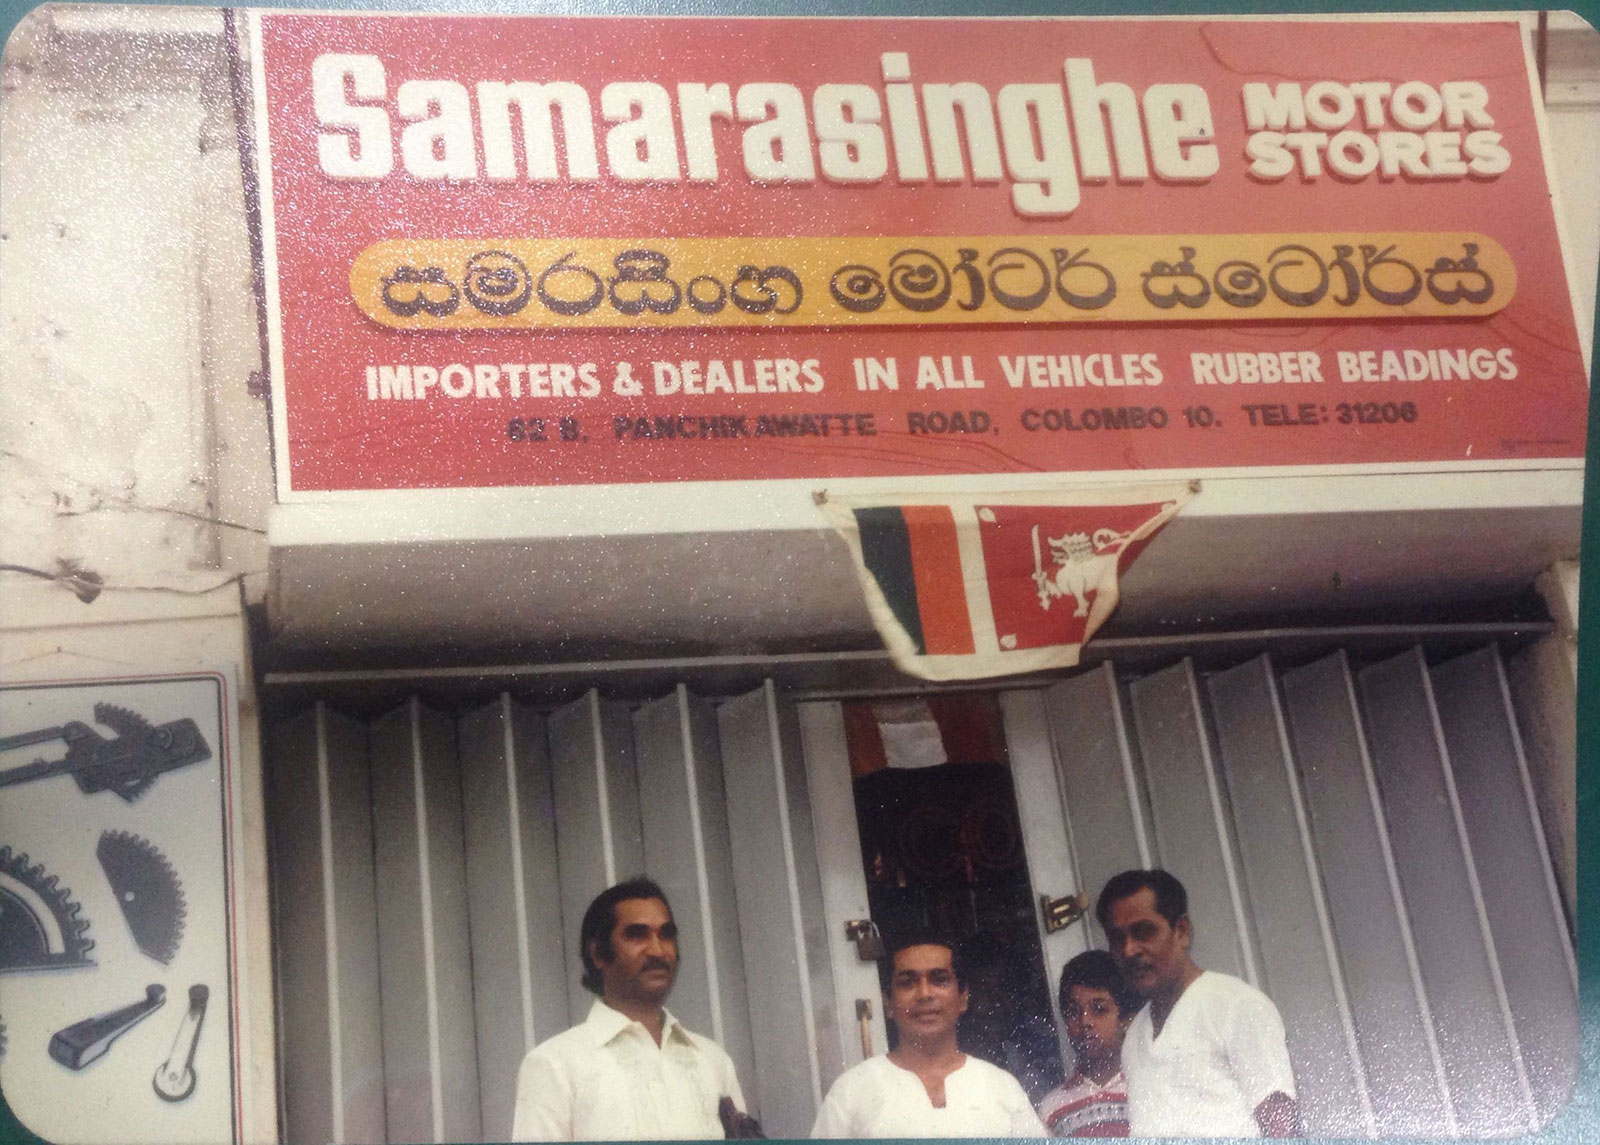 Samarasinghe MOTOR STORES
සමරසිංහ මෝටර් ස්ටෝර්ස්
IMPORTERS & DEALERS IN ALL VEHICLES RUBBER BEADINGS
62 B, PANCHIKAWATTE ROAD, COLOMBO 10. TELE: 31206